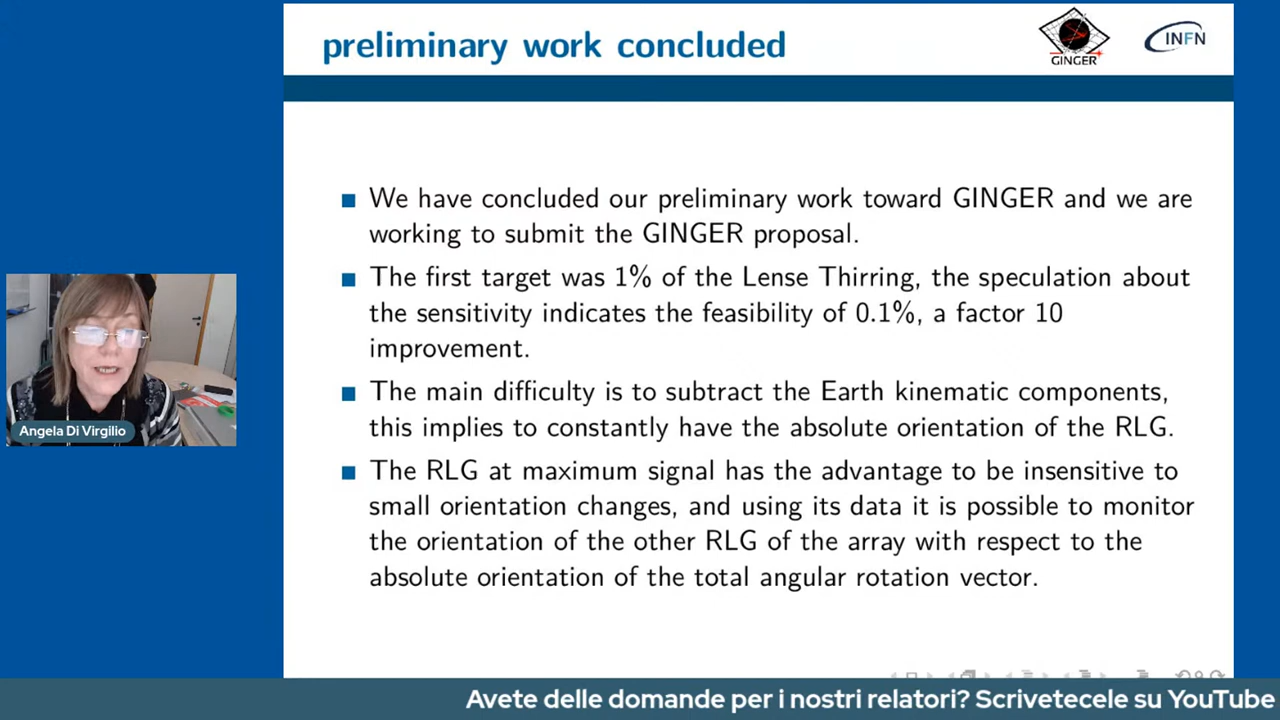 preliminary work concluded
GINGER
INFN
We have concluded our preliminary work toward GINGER and we are
working to submit the GINGER proposal.
The first target was 1% of the Lense Thirring, the speculation about
the sensitivity indicates the feasibility of 0.1%, a factor 10
improvement.
The main difficulty is to subtract the Earth kinematic components,
this implies to constantly have the absolute orientation of the RLG.
The RLG at maximum signal has the advantage to be insensitive to
small orientation changes, and using its data it is possible to monitor
the orientation of the other RLG of the array with respect to the
absolute orientation of the total angular rotation vector.
Angela Di Virgilio
Avete delle domande per i nostri relatori? Scrivetecele su YouTube